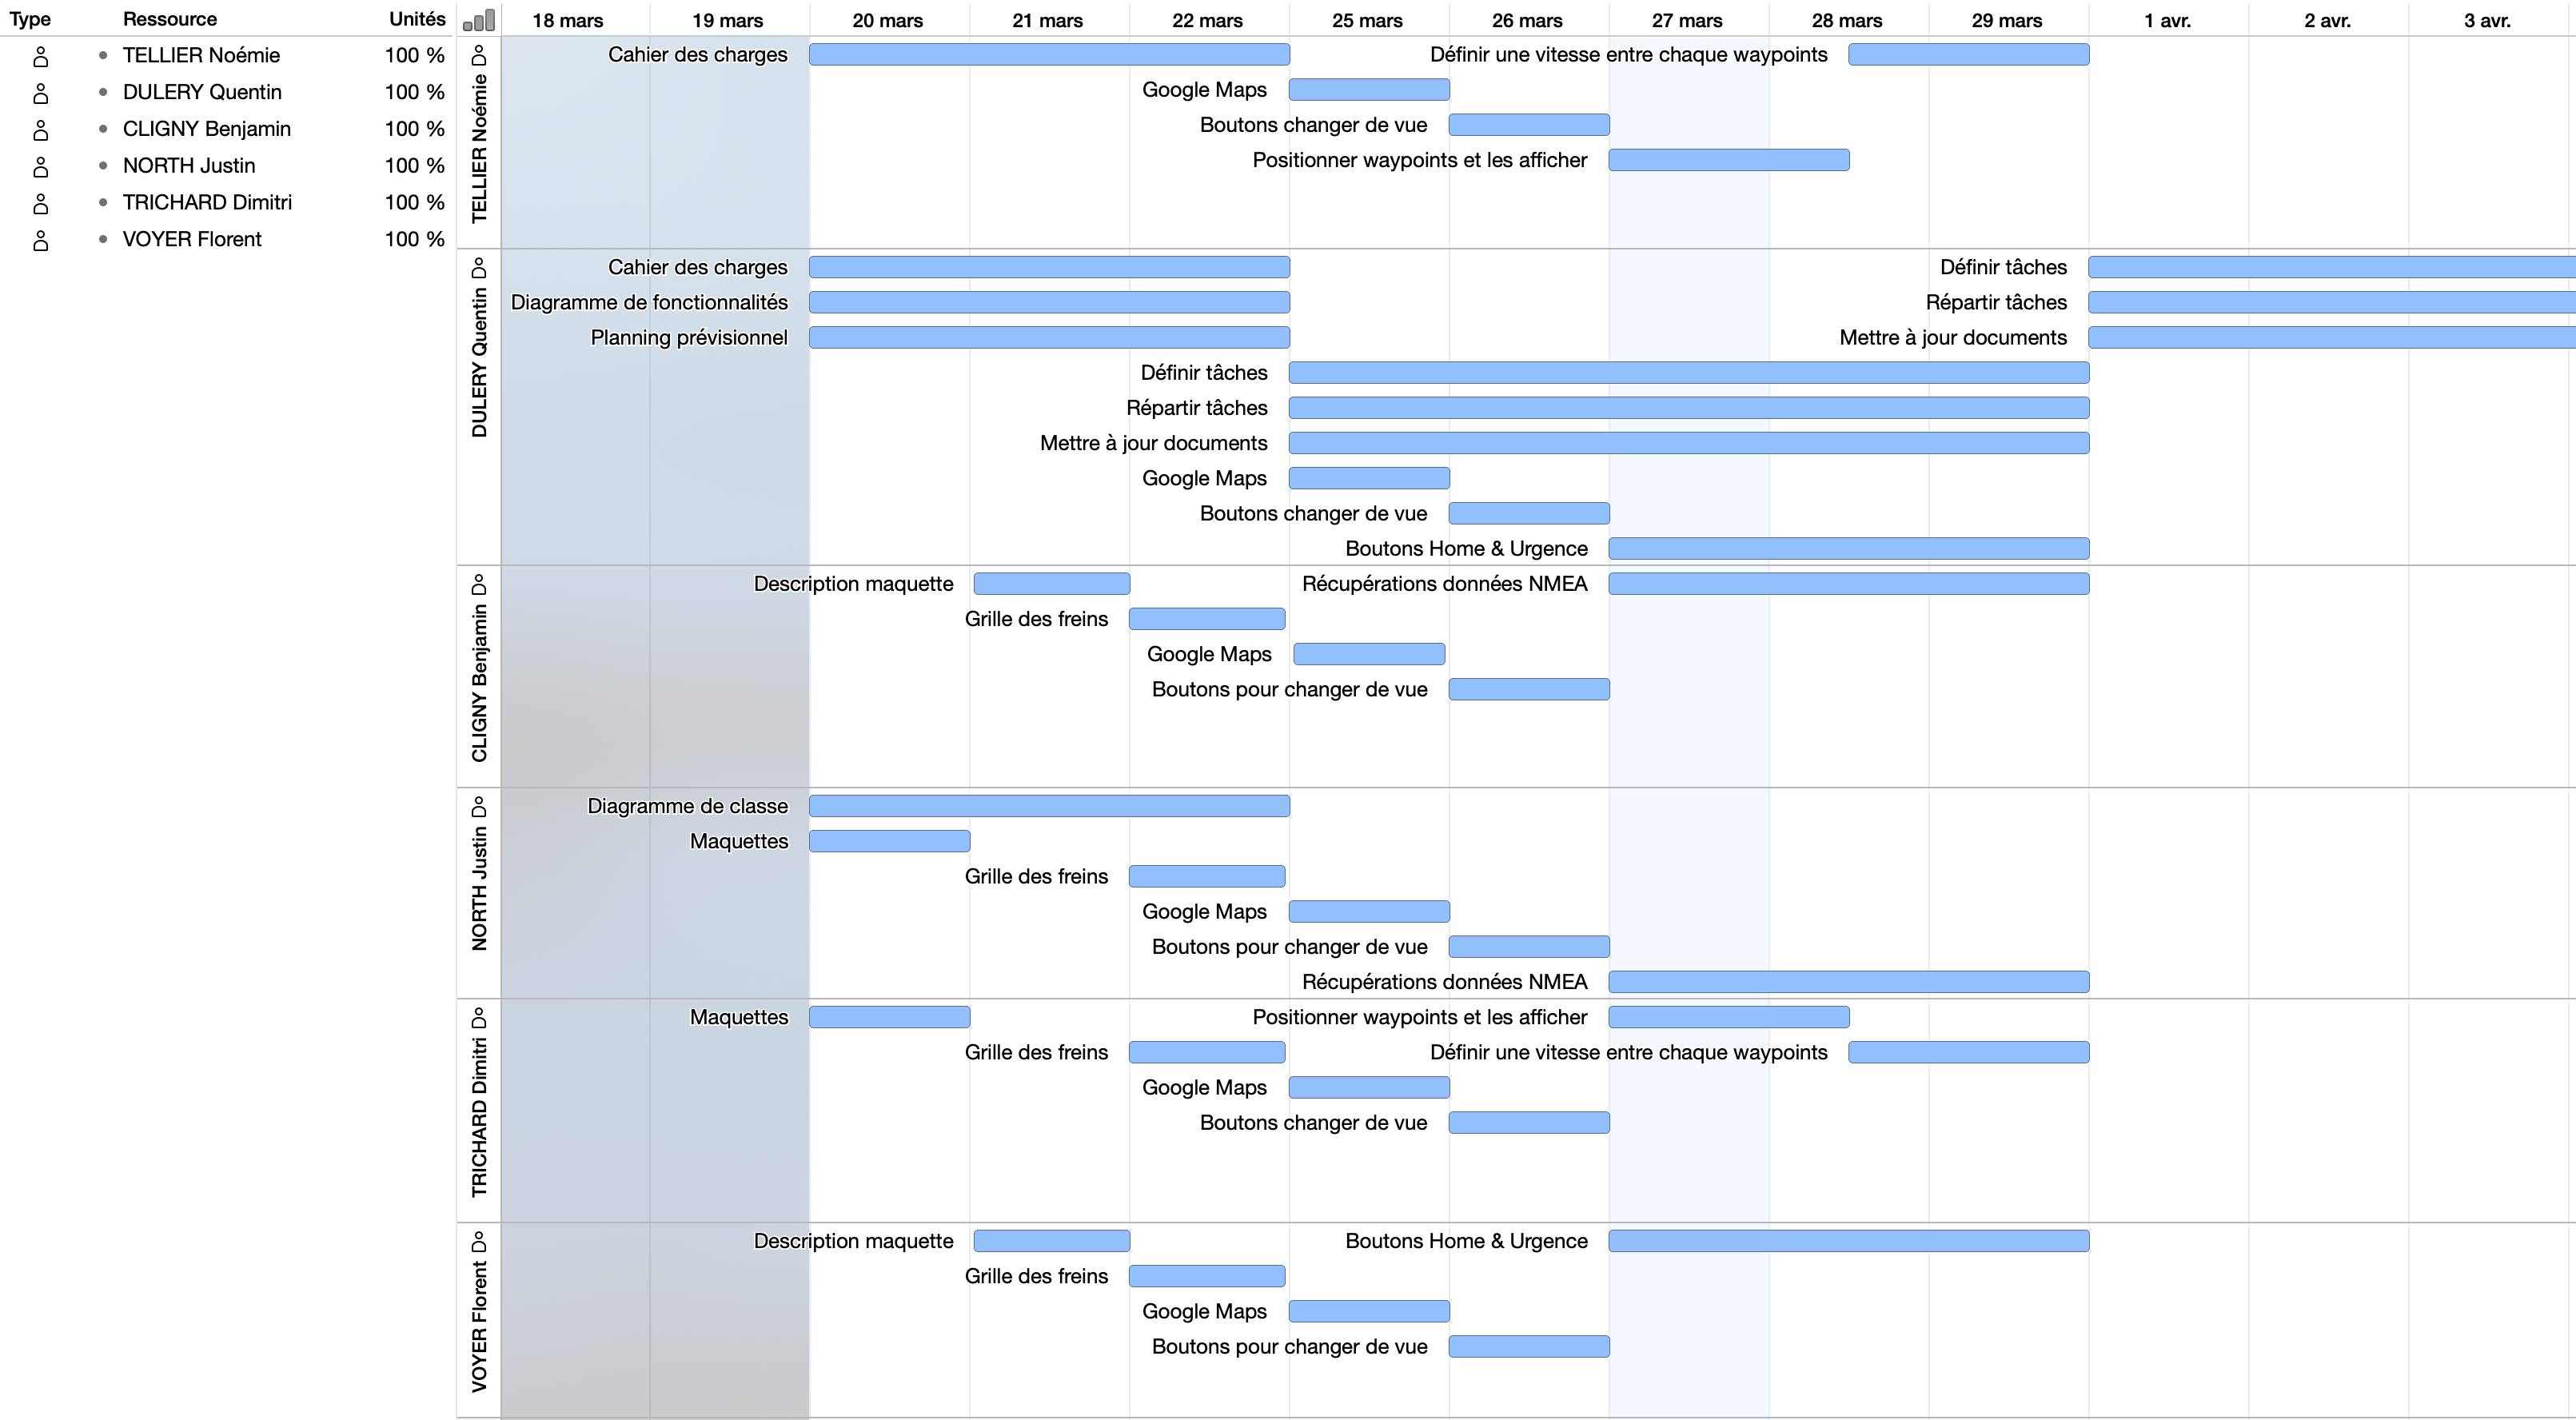 Type Ressource Unités
TELLIER Noémie 100 %
DULERY Quentin 100 %
CLIGNY Benjamin 100 %
NORTH Justin 100 %
TRICHARD Dimitri 100 %
VOYER Florent 100 %
18 mars 19 mars 20 mars 21 mars 22 mars 25 mars 26 mars 27 mars 28 mars 29 mars 1 avr. 2 avr. 3 avr.
TELLIER Noémie
Cahier des charges Définir une vitesse entre chaque waypoints
Google Maps
Boutons changer de vue
Positionner waypoints et les afficher
DULERY Quentin
Cahier des charges Définir tâches
Diagramme de fonctionnalités Répartir tâches
Planning prévisionnel Mettre à jour documents
Définir tâches
Répartir tâches
Mettre à jour documents
Google Maps
Boutons changer de vue
Boutons Home & Urgence
CLIGNY Benjamin
Description maquette Récupérations données NMEA
Grille des freins
Google Maps
Boutons pour changer de vue
NORTH Justin
Diagramme de classe
Maquettes
Grille des freins
Google Maps
Boutons pour changer de vue
Récupérations données NMEA
TRICHARD Dimitri
Maquettes Positionner waypoints et les afficher
Grille des freins Définir une vitesse entre chaque waypoints
Google Maps
Boutons changer de vue
VOYER Florent
Description maquette Boutons Home & Urgence
Grille des freins
Google Maps
Boutons pour changer de vue